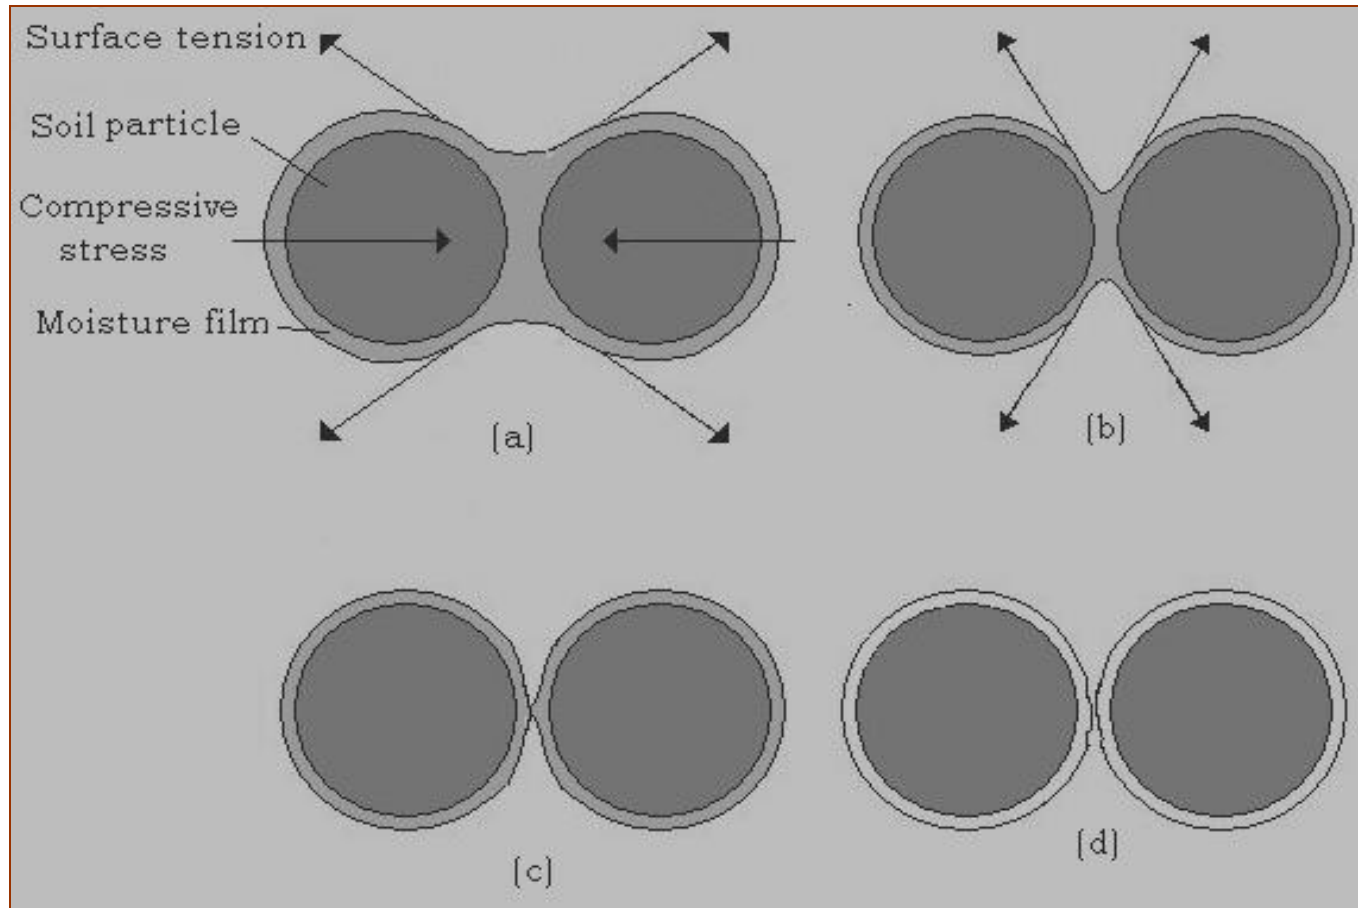 Surface tension
Soil particle
Compressive
stress
Moisture film
(a)
(b)
(c)
(d)